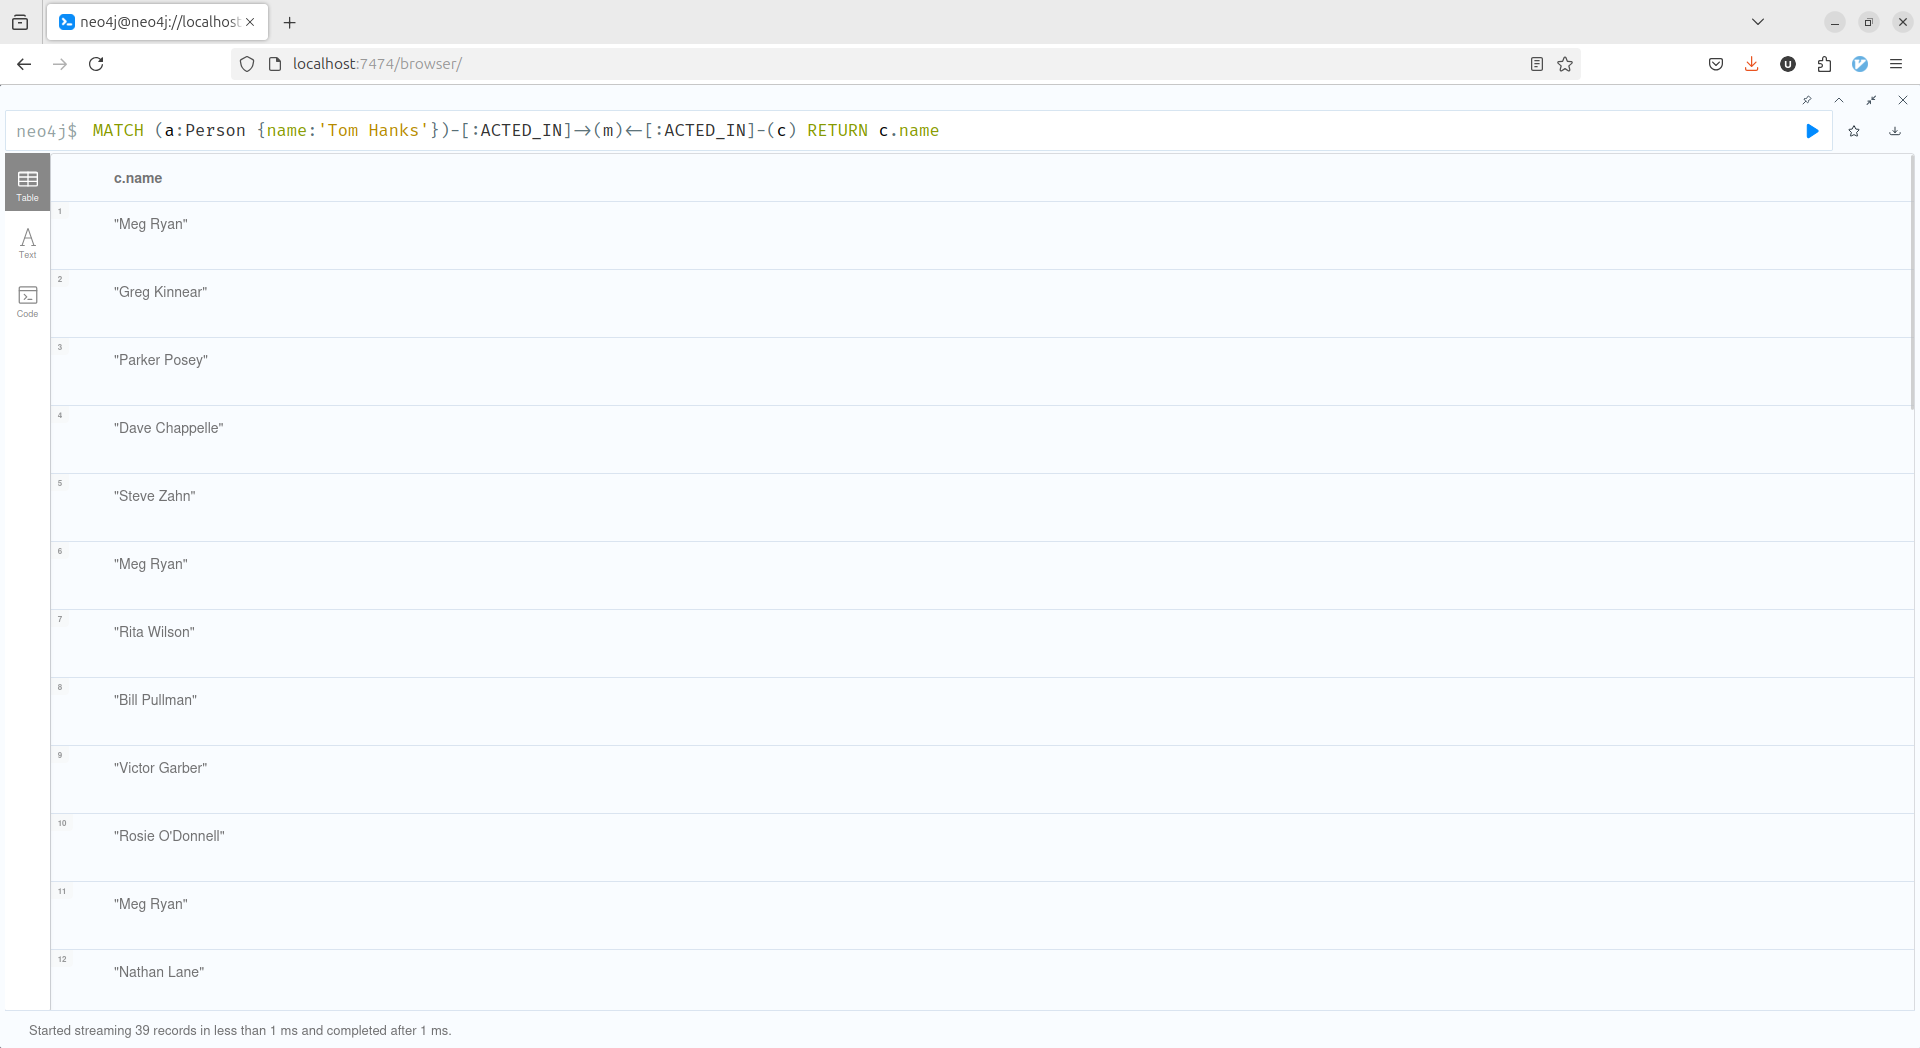 neo4j@neo4j://localhost
localhost:7474/browser/
neo4j$ MATCH (a:Person {name:'Tom Hanks'})-[:ACTED_IN]->(m)<-[:ACTED_IN]-(c) RETURN c.name
Table
Text
Code
c.name
1
"Meg Ryan"
2
"Greg Kinnear"
3
"Parker Posey"
4
"Dave Chappelle"
5
"Steve Zahn"
6
"Meg Ryan"
7
"Rita Wilson"
8
"Bill Pullman"
9
"Victor Garber"
10
"Rosie O'Donnell"
11
"Meg Ryan"
12
"Nathan Lane"
Started streaming 39 records in less than 1 ms and completed after 1 ms.